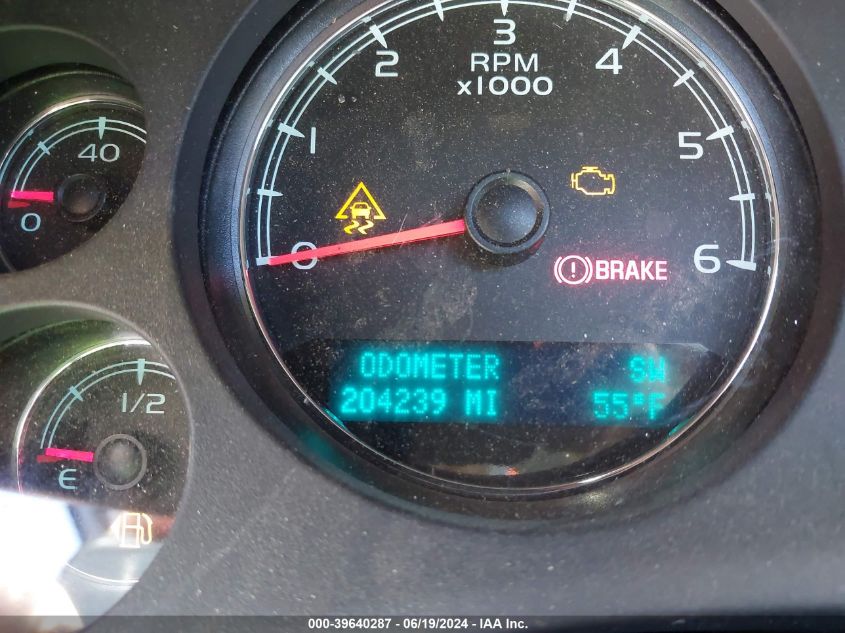 3
2
RPM
4
x1000
40
1
5
0
0
BRAKE
6
ODOMETER SW
1/2
204239 MI 55°F
E
000-39640287 - 06/19/2024 - IAA Inc.